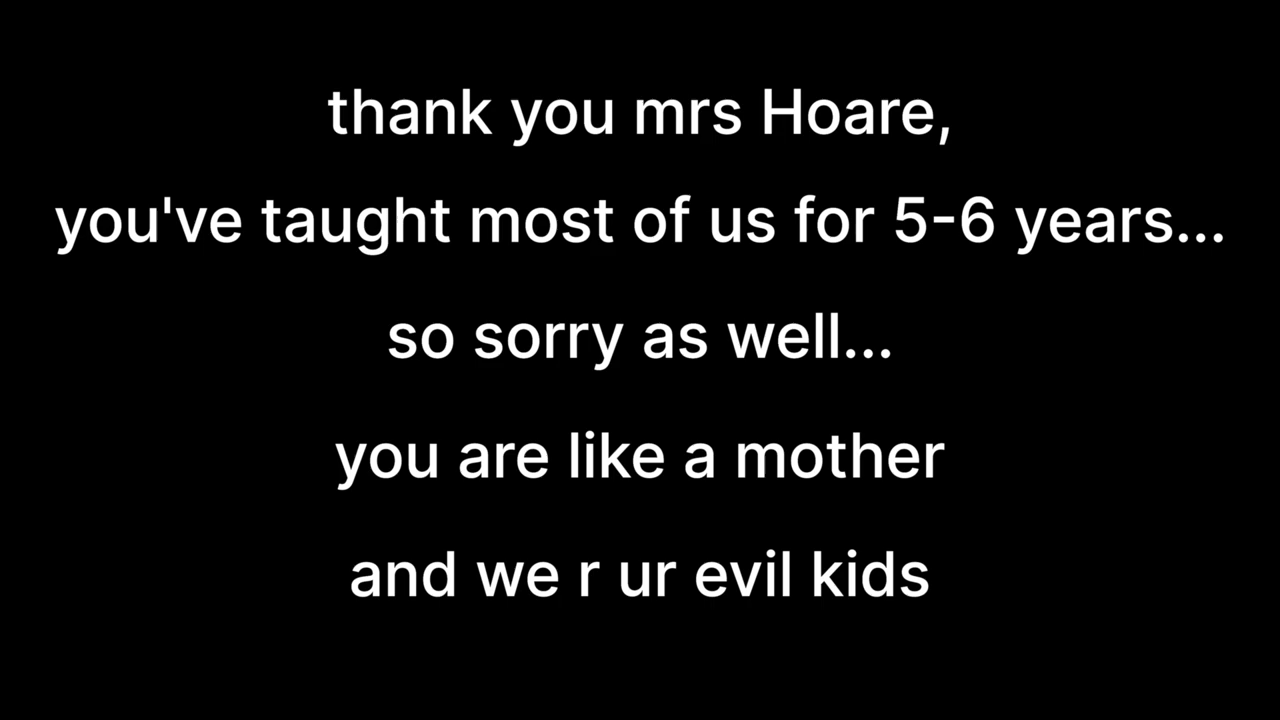 thank you mrs Hoare,
you've taught most of us for 5-6 years...
so sorry as well...
you are like a mother
and we r ur evil kids